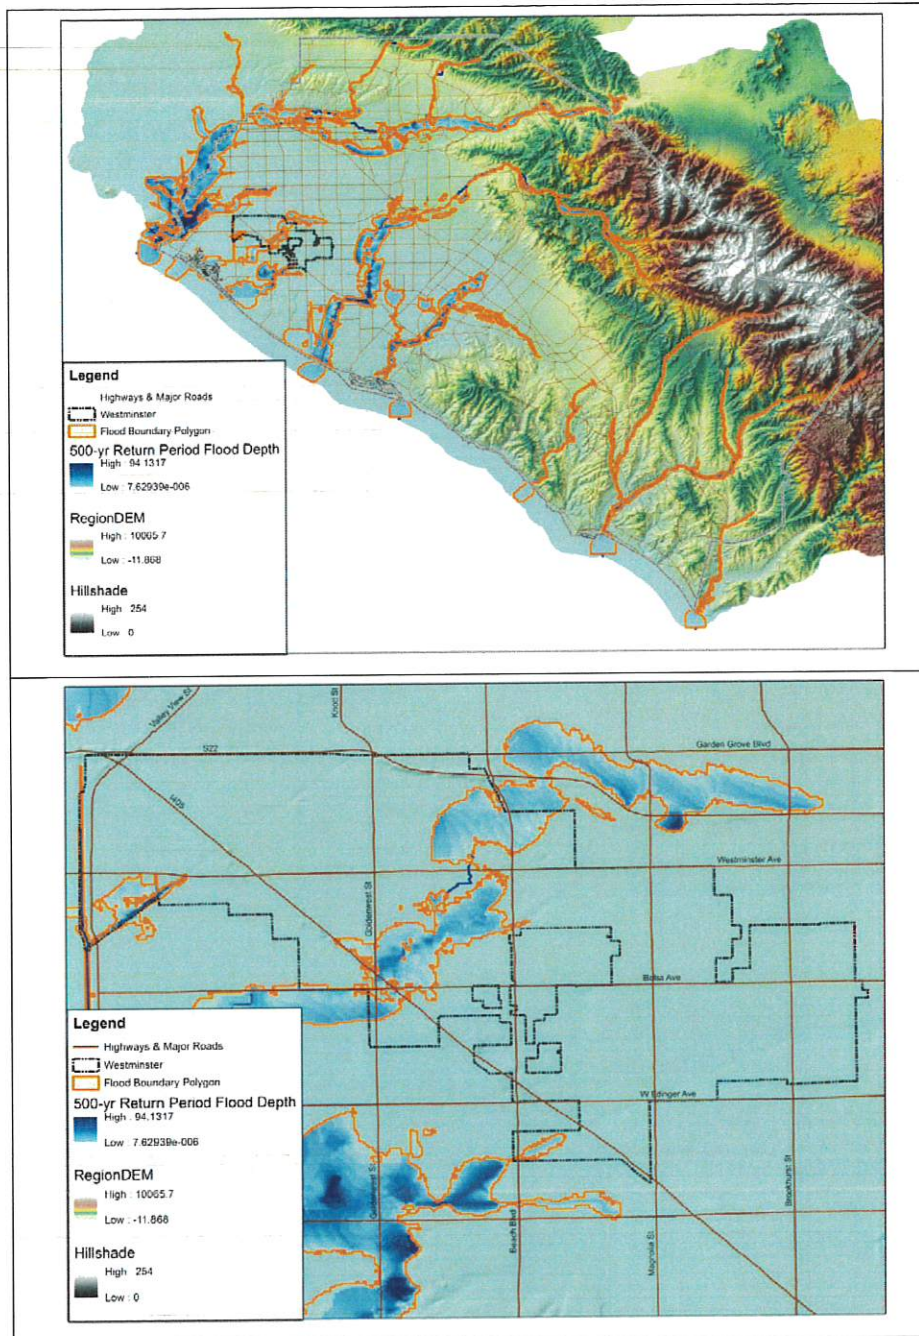 Legend
Highways & Major Roads
Westminster
Flood Boundary Polygon
500-yr Return Period Flood Depth
High : 94.1317
Low : 7.62939e-006
RegionDEM
High : 10065.7
Low : -11.868
Hillshade
High : 254
Low : 0
Valley View St
Knott St
S22
Garden Grove Blvd
I405
Westminster Ave
Goldenwest St
Bolsa Ave
Legend
Highways & Major Roads
Westminster
Flood Boundary Polygon
500-yr Return Period Flood Depth
High : 94.1317
Low : 7.62939e-006
RegionDEM
High : 10065.7
Low : -11.868
Hillshade
High : 254
Low : 0
W Edinger Ave
Goldenwest St
Beach Blvd
Magnolia St
Brookhurst St